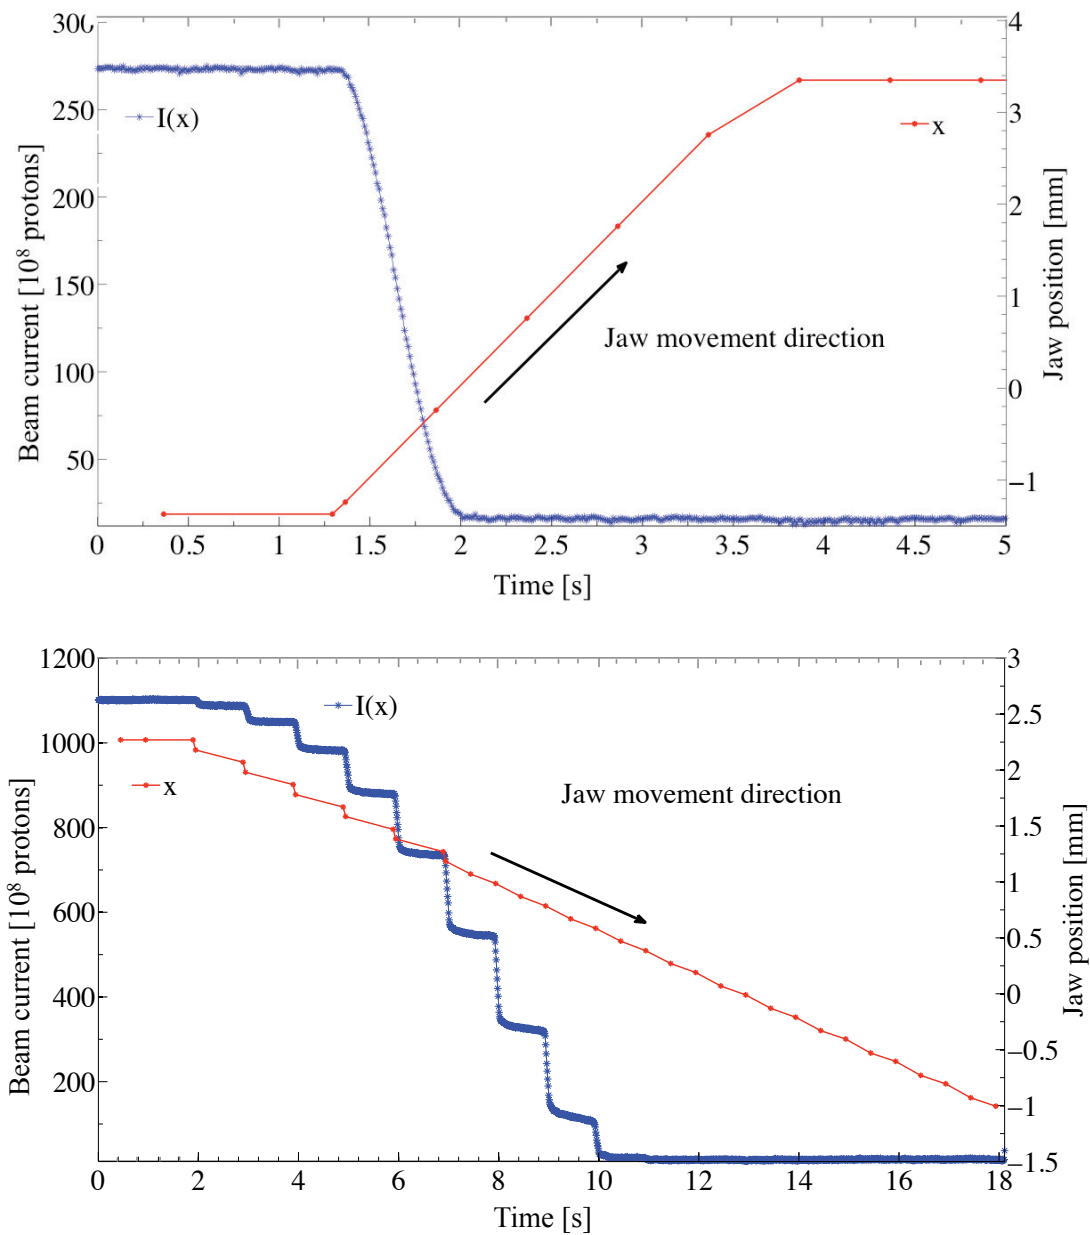 300
250
200
150
100
50
Beam current [10⁸ protons]
I(x)
x
Jaw movement direction
4
3
2
1
0
−1
Jaw position [mm]
0 0.5 1 1.5 2 2.5 3 3.5 4 4.5 5
Time [s]
1200
1000
800
600
400
200
Beam current [10⁸ protons]
I(x)
x
Jaw movement direction
3
2.5
2
1.5
1
0.5
0
−0.5
−1
−1.5
Jaw position [mm]
0 2 4 6 8 10 12 14 16 18
Time [s]